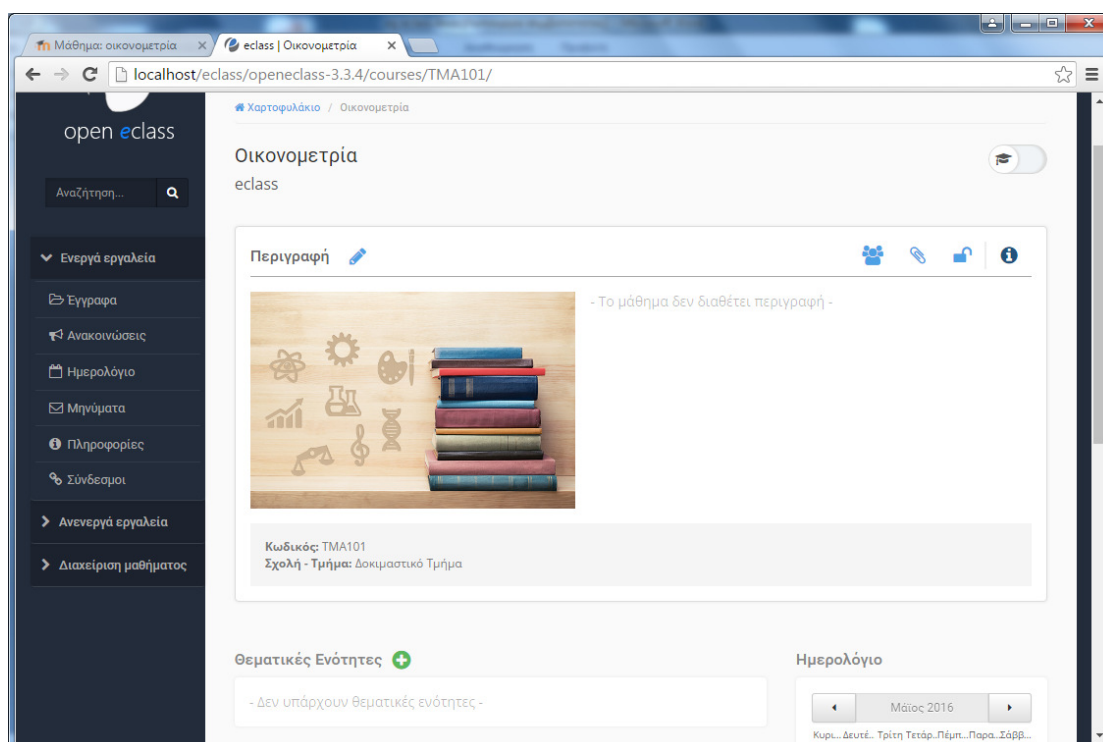 Μάθημα: οικονομετρία
eclass | Οικονομετρία
localhost/eclass/openeclass-3.3.4/courses/TMA101/
open eclass
Αναζήτηση...
Ενεργά εργαλεία
Έγγραφα
Ανακοινώσεις
Ημερολόγιο
Μηνύματα
Πληροφορίες
Σύνδεσμοι
Ανενεργά εργαλεία
Διαχείριση μαθήματος
Χαρτοφυλάκιο / Οικονομετρία
Οικονομετρία
eclass
Περιγραφή
- Το μάθημα δεν διαθέτει περιγραφή -
Κωδικός: TMA101
Σχολή - Τμήμα: Δοκιμαστικό Τμήμα
Θεματικές Ενότητες
- Δεν υπάρχουν θεματικές ενότητες -
Ημερολόγιο
Μάϊος 2016
Κυρι... Δευτέ.. Τρίτη Τετάρ..Πέμπ...Παρα..Σάββ...